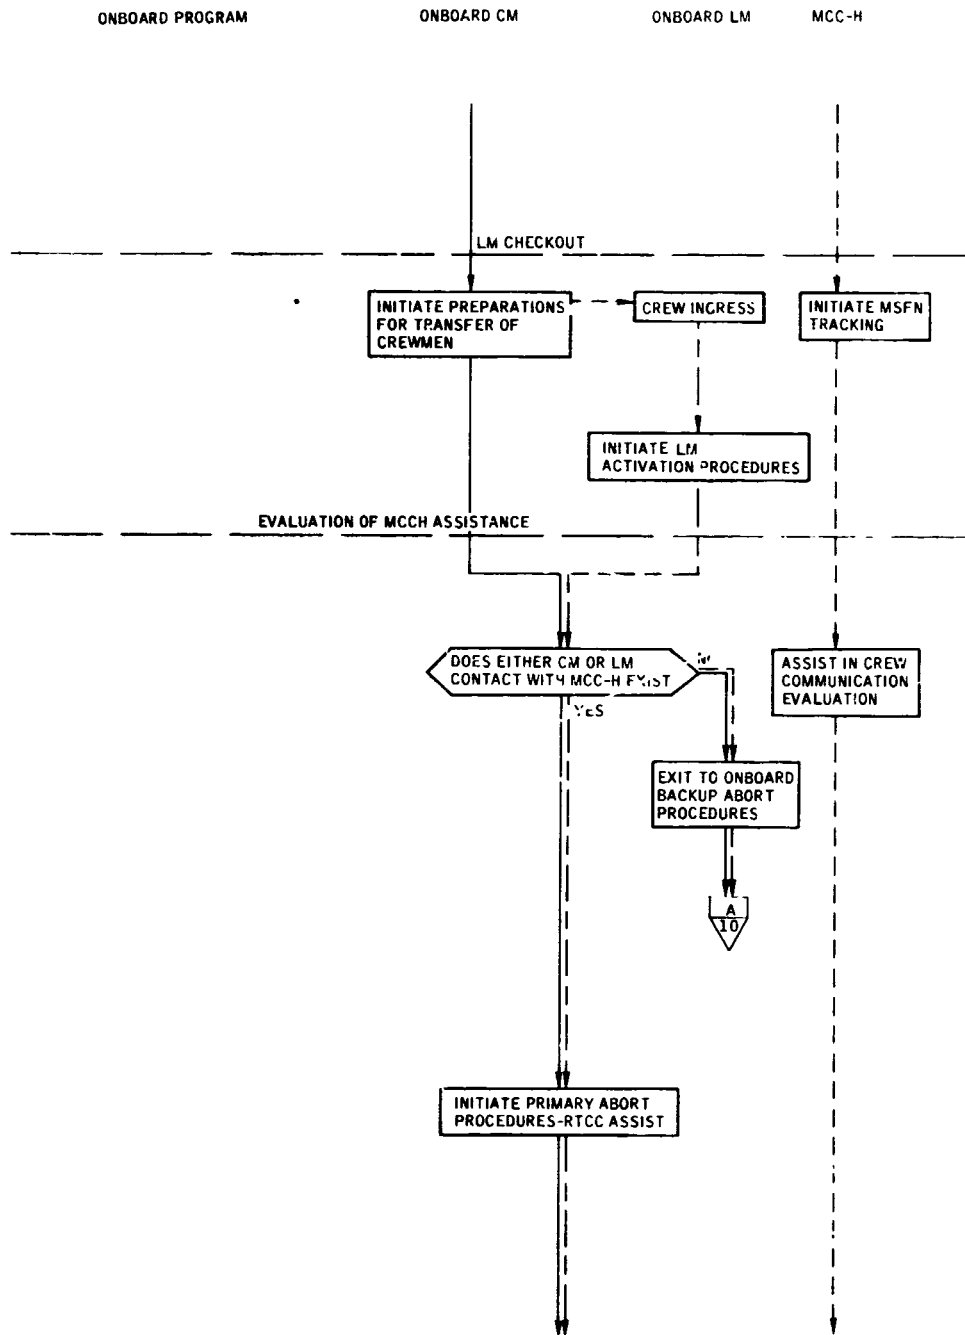 ONBOARD PROGRAM ONBOARD CM ONBOARD LM MCC-H
LM CHECKOUT
INITIATE PREPARATIONS
FOR TRANSFER OF
CREWMEN
CREW INGRESS
INITIATE MSFN
TRACKING
INITIATE LM
ACTIVATION PROCEDURES
EVALUATION OF MCCH ASSISTANCE
DOES EITHER CM OR LM
CONTACT WITH MCC-H EXIST
YES
ASSIST IN CREW
COMMUNICATION
EVALUATION
EXIT TO ONBOARD
BACKUP ABORT
PROCEDURES
A
10
INITIATE PRIMARY ABORT
PROCEDURES-RTCC ASSIST